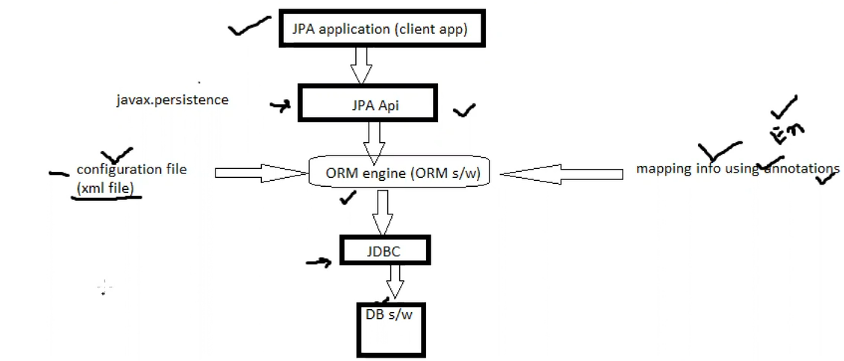 JPA application (client app)
javax.persistence
JPA Api
configuration file
(xml file)
ORM engine (ORM s/w)
mapping info using annotations
JDBC
DB s/w